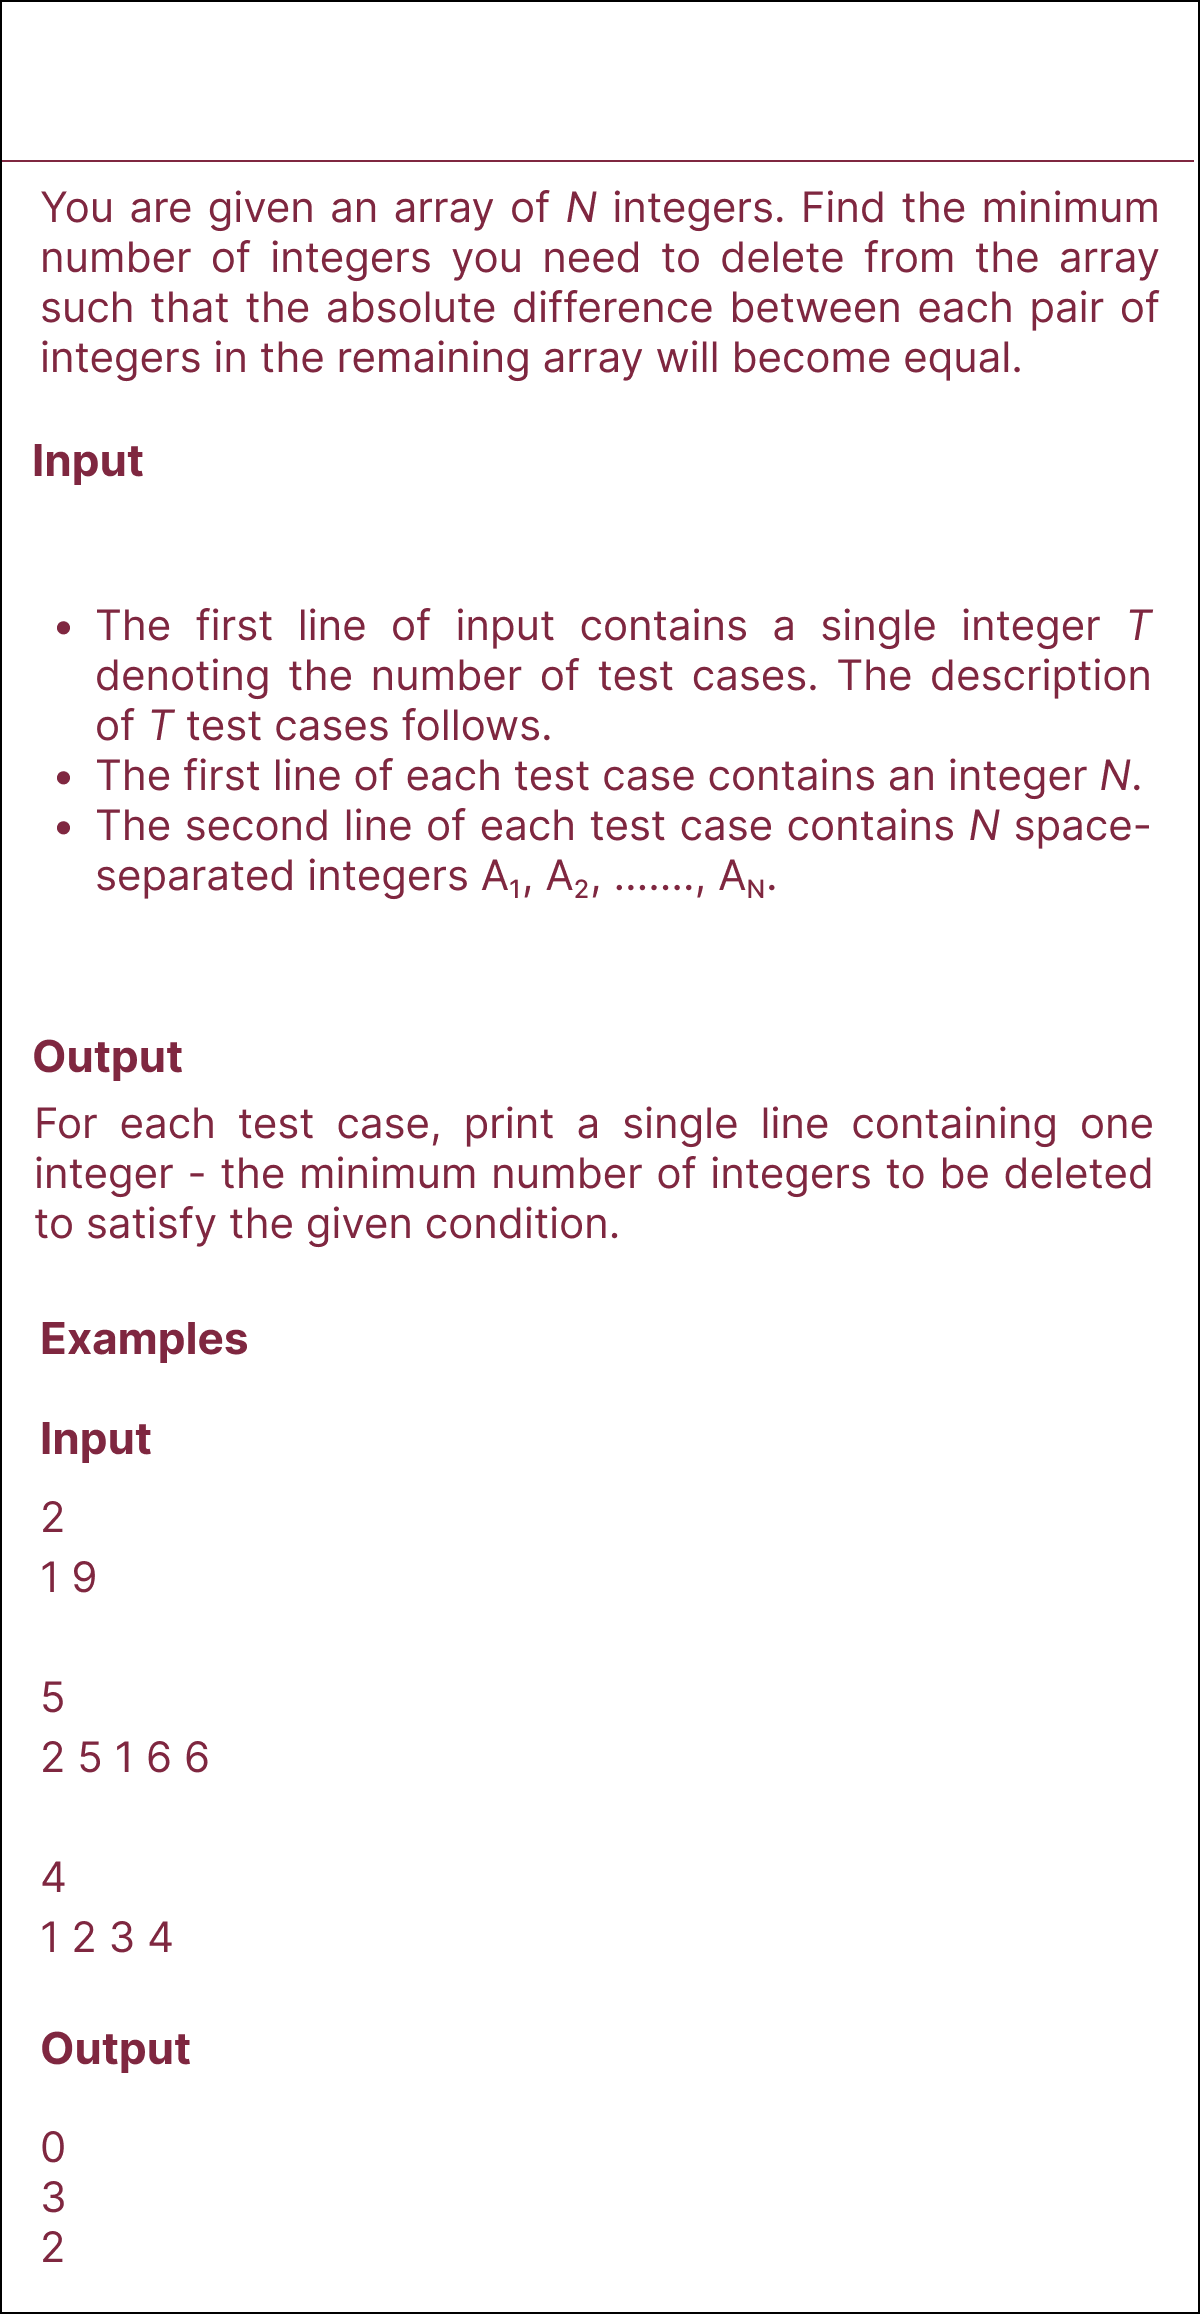 You are given an array of N integers. Find the minimum
number of integers you need to delete from the array
such that the absolute difference between each pair of
integers in the remaining array will become equal.
Input
• The first line of input contains a single integer T
denoting the number of test cases. The description
of T test cases follows.
• The first line of each test case contains an integer N.
• The second line of each test case contains N space-
separated integers A₁, A₂, ......., Aɴ.
Output
For each test case, print a single line containing one
integer - the minimum number of integers to be deleted
to satisfy the given condition.
Examples
Input
2
1 9
5
2 5 1 6 6
4
1 2 3 4
Output
0
3
2